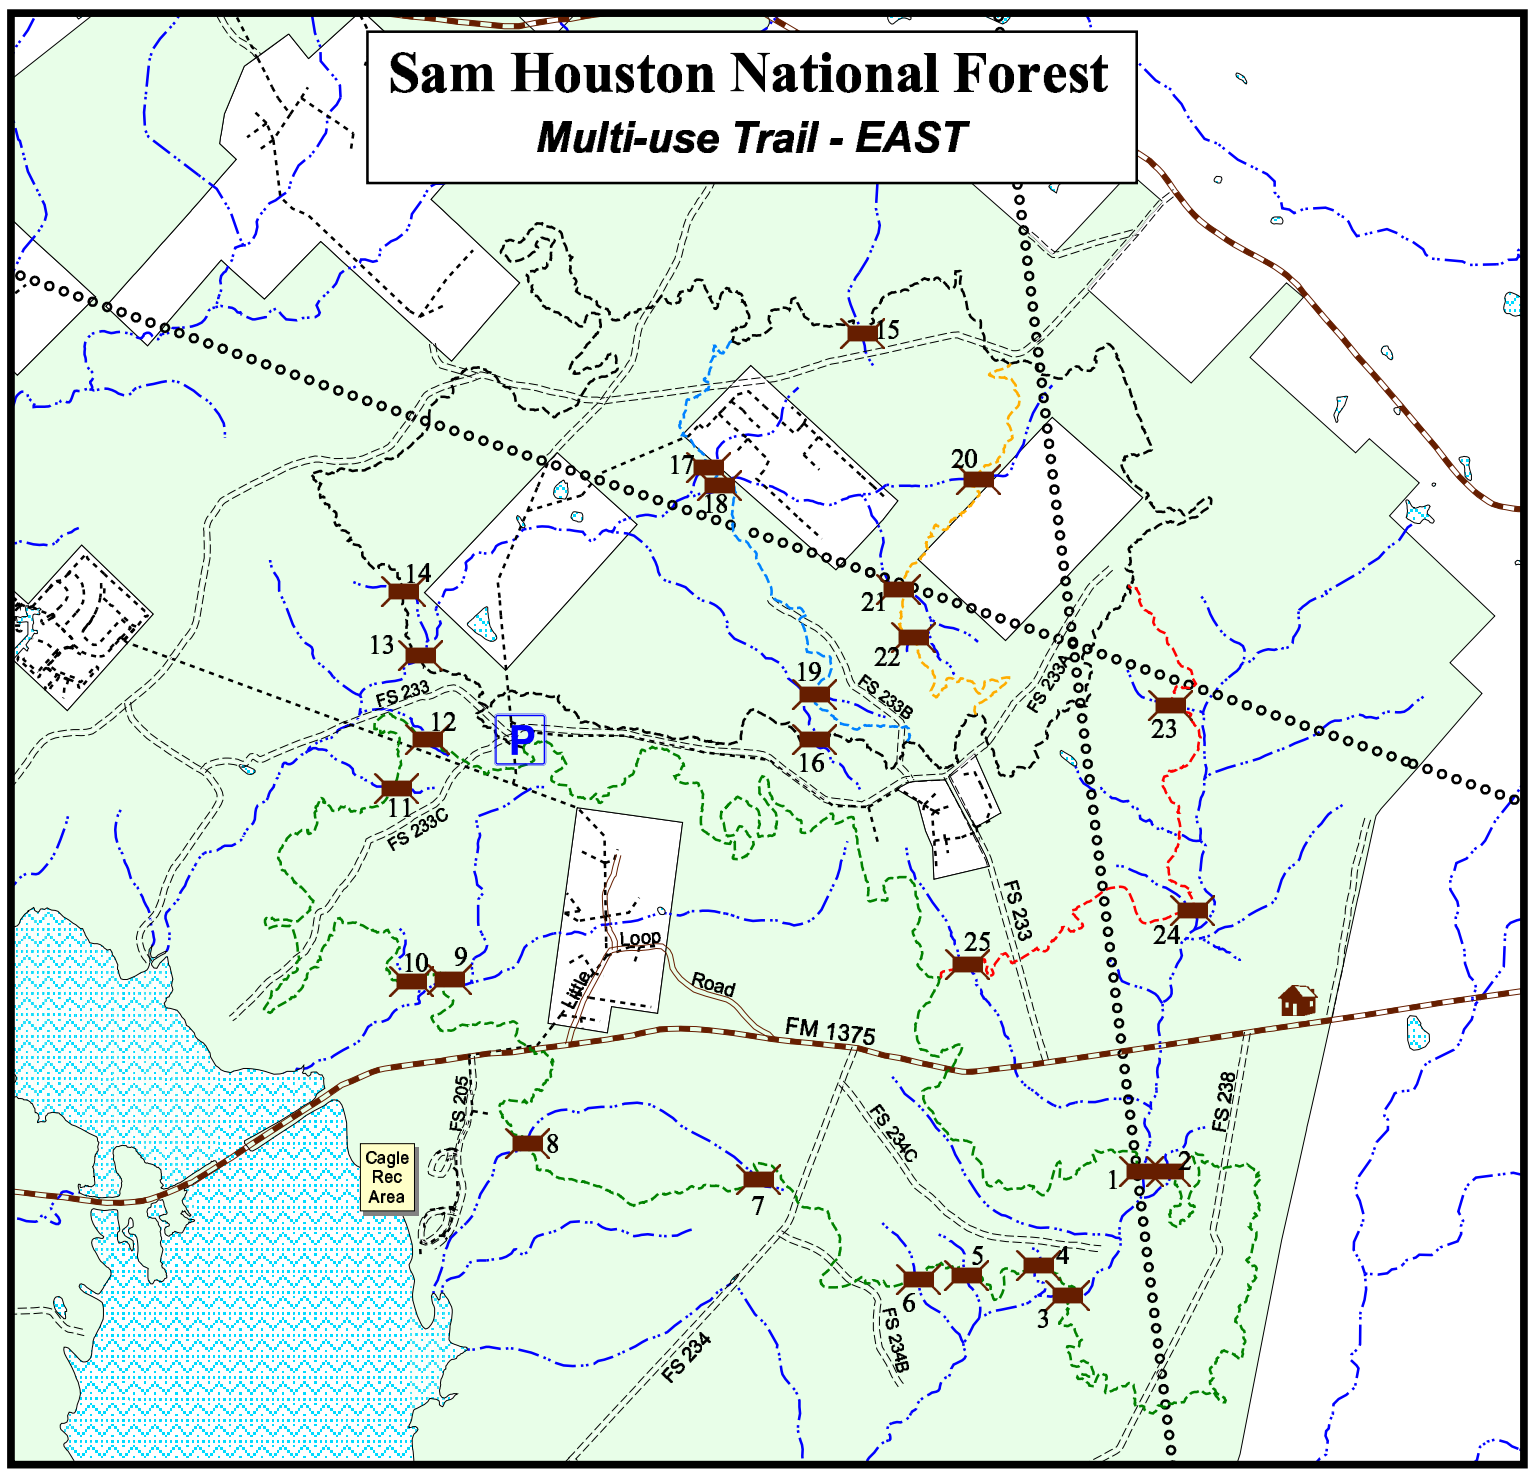 Sam Houston National Forest
Multi-use Trail - EAST
15
17
18
20
14
21
13
22
19
FS 233A
FS 233
FS 233B
23
12
P
16
11
FS 233C
FS 233
24
25
Loop
10
9
Little
Road
FM 1375
FS 205
FS 234C
FS 238
8
Cagle
Rec
Area
7
1
2
5
4
6
3
FS 234B
FS 234